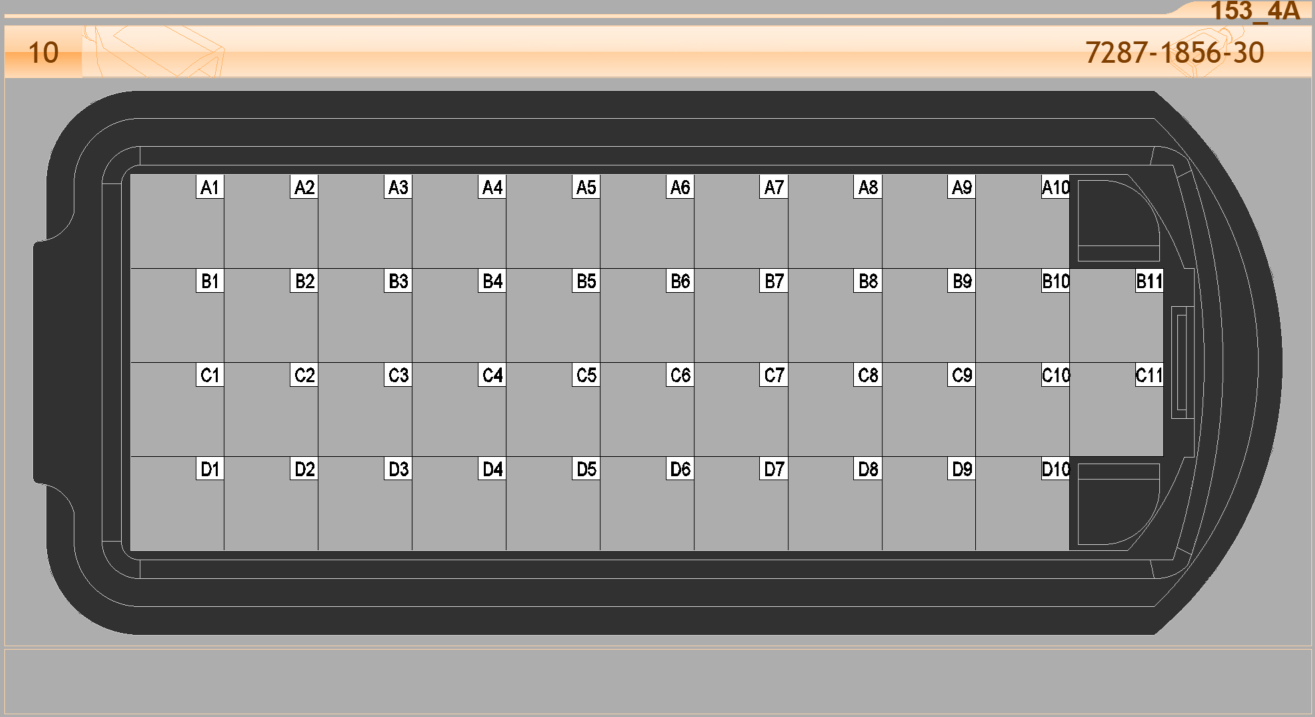 153_4A
10 7287-1856-30
A1 A2 A3 A4 A5 A6 A7 A8 A9 A10
B1 B2 B3 B4 B5 B6 B7 B8 B9 B10 B11
C1 C2 C3 C4 C5 C6 C7 C8 C9 C10 C11
D1 D2 D3 D4 D5 D6 D7 D8 D9 D10